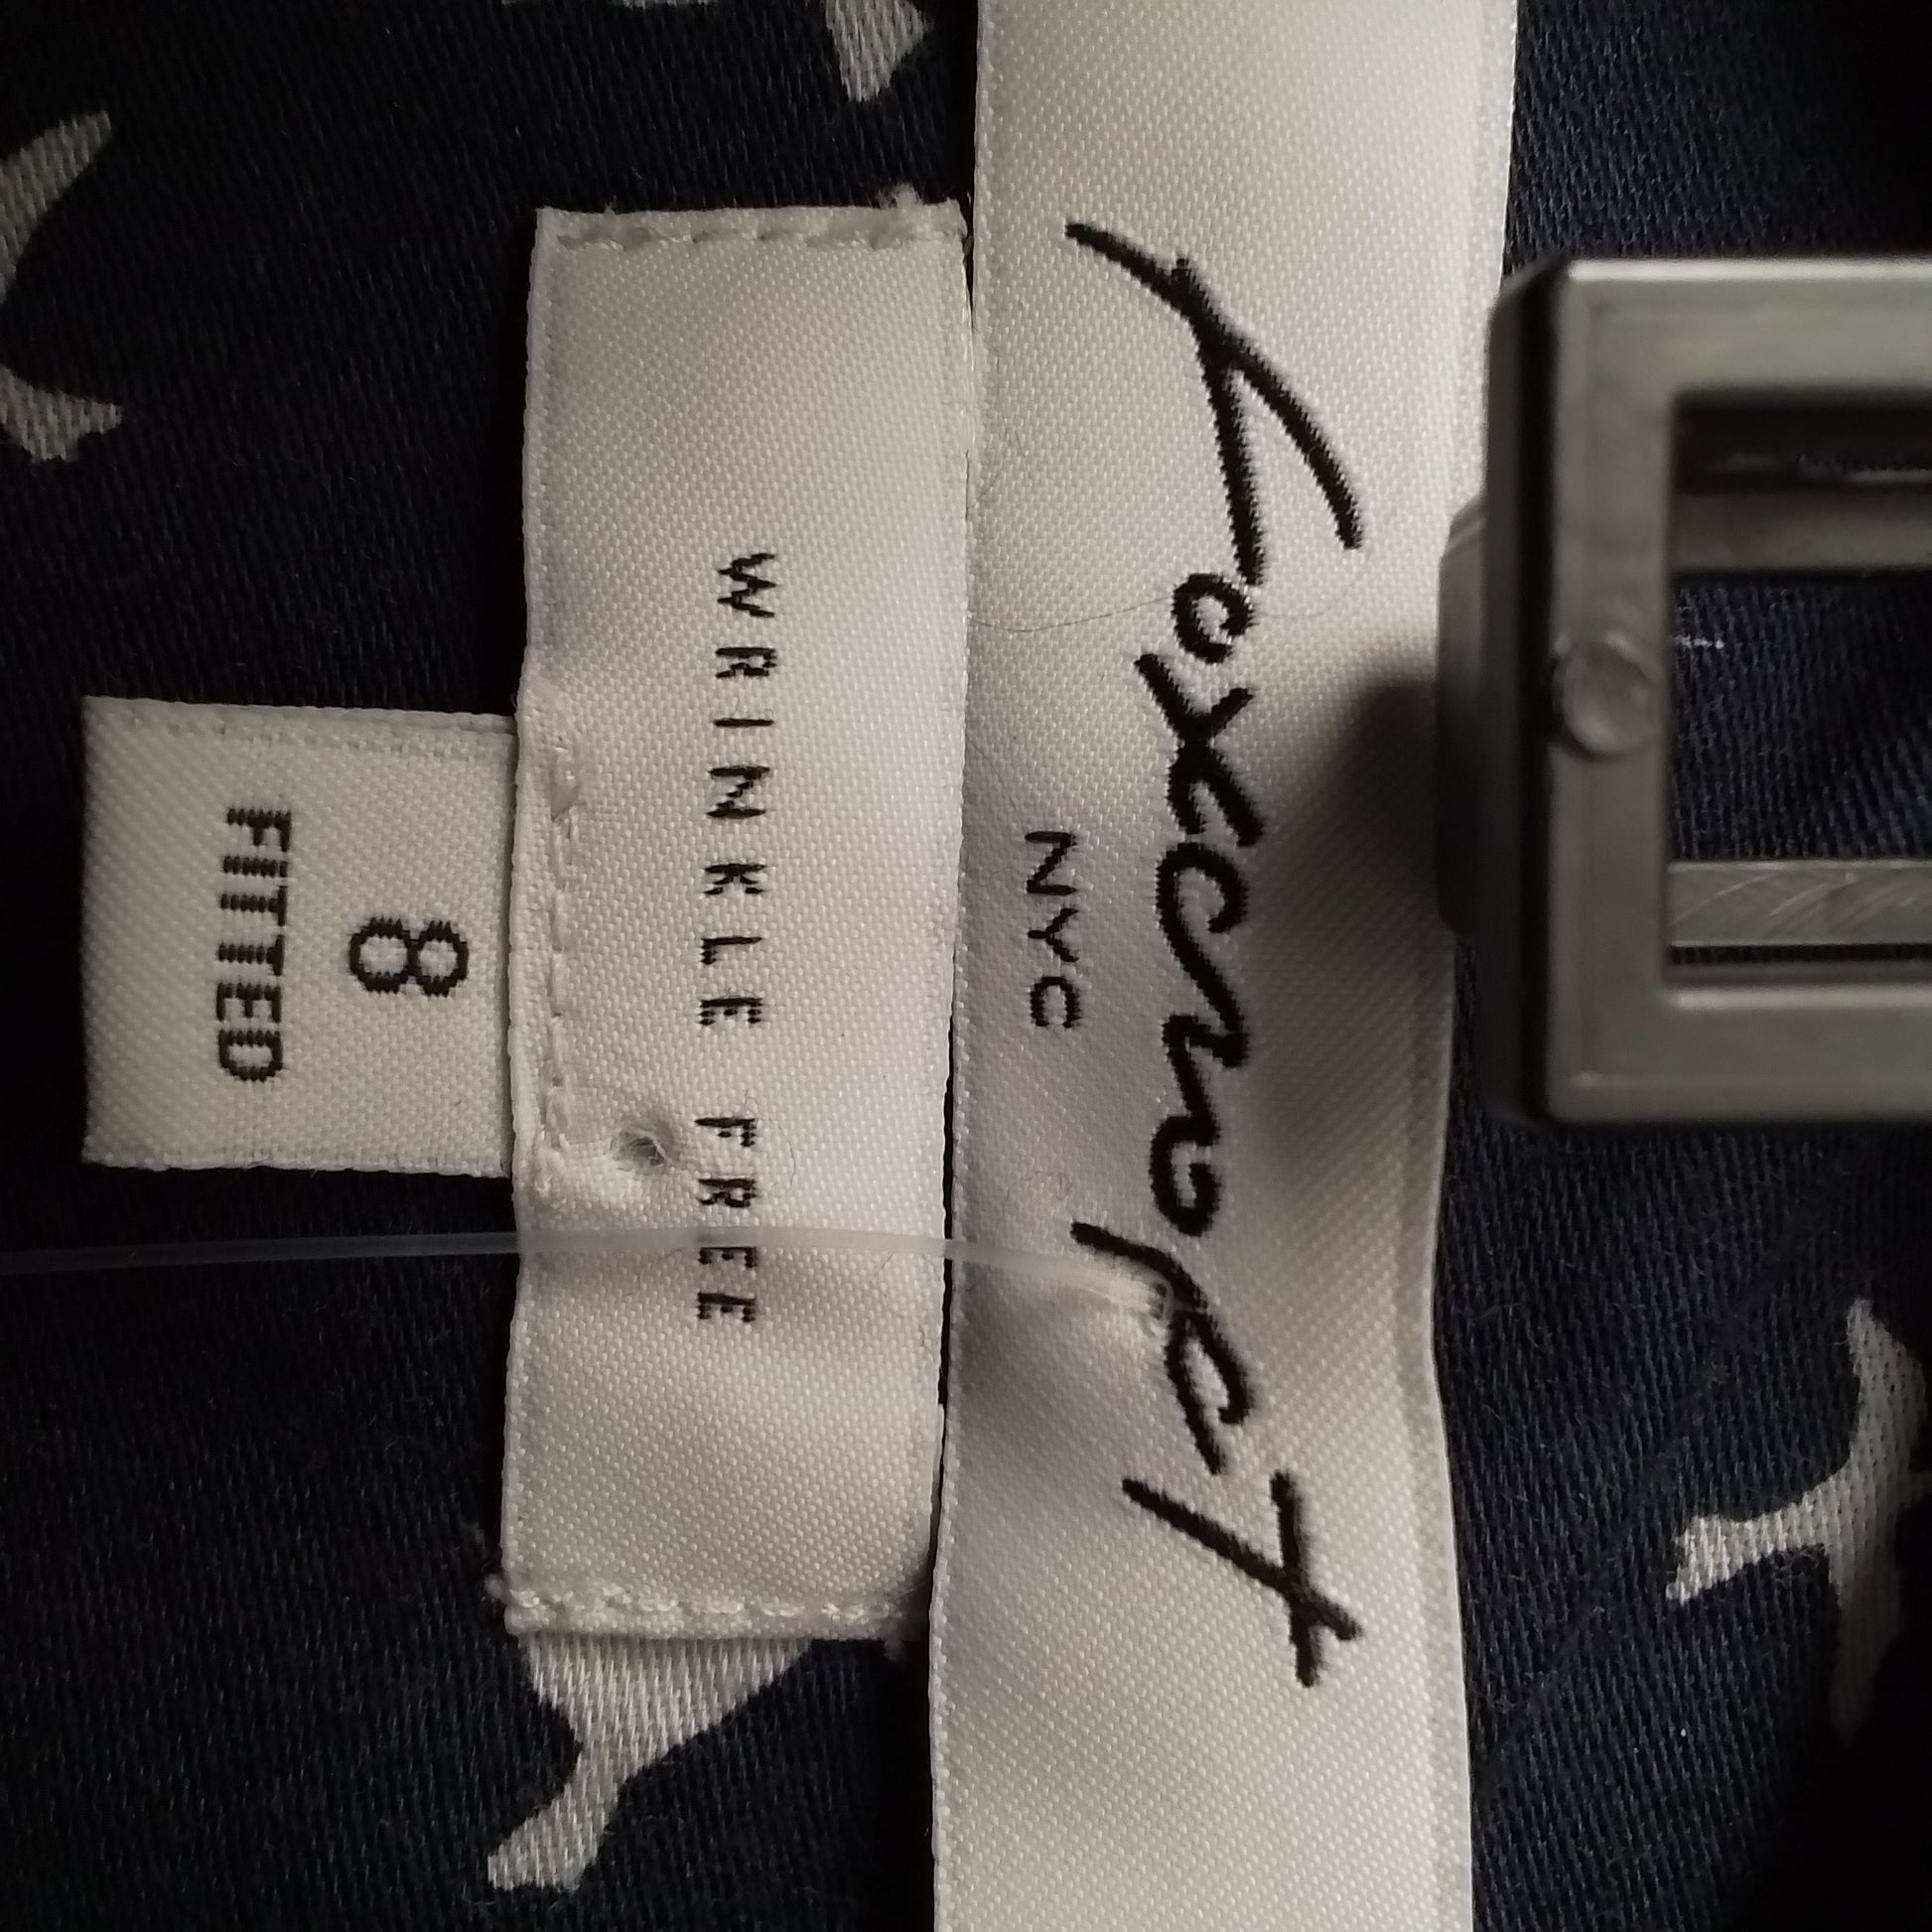 Foxcroft
NYC
WRINKLE FREE
8
FITTED